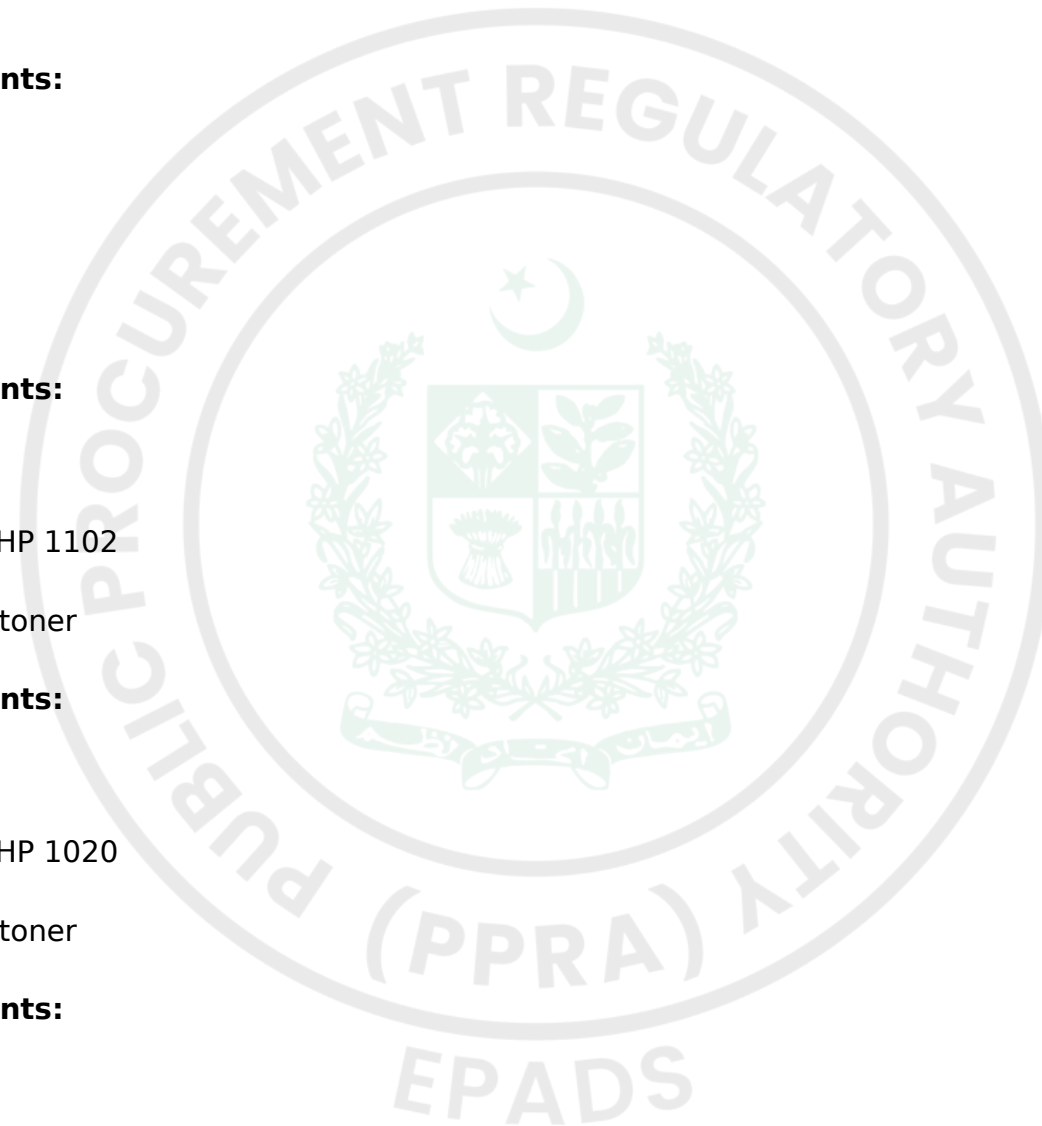 nts:
nts:
HP 1102
toner
nts:
HP 1020
toner
nts:
PUBLIC PROCUREMENT REGULATORY AUTHORITY
(PPRA)
EPADS